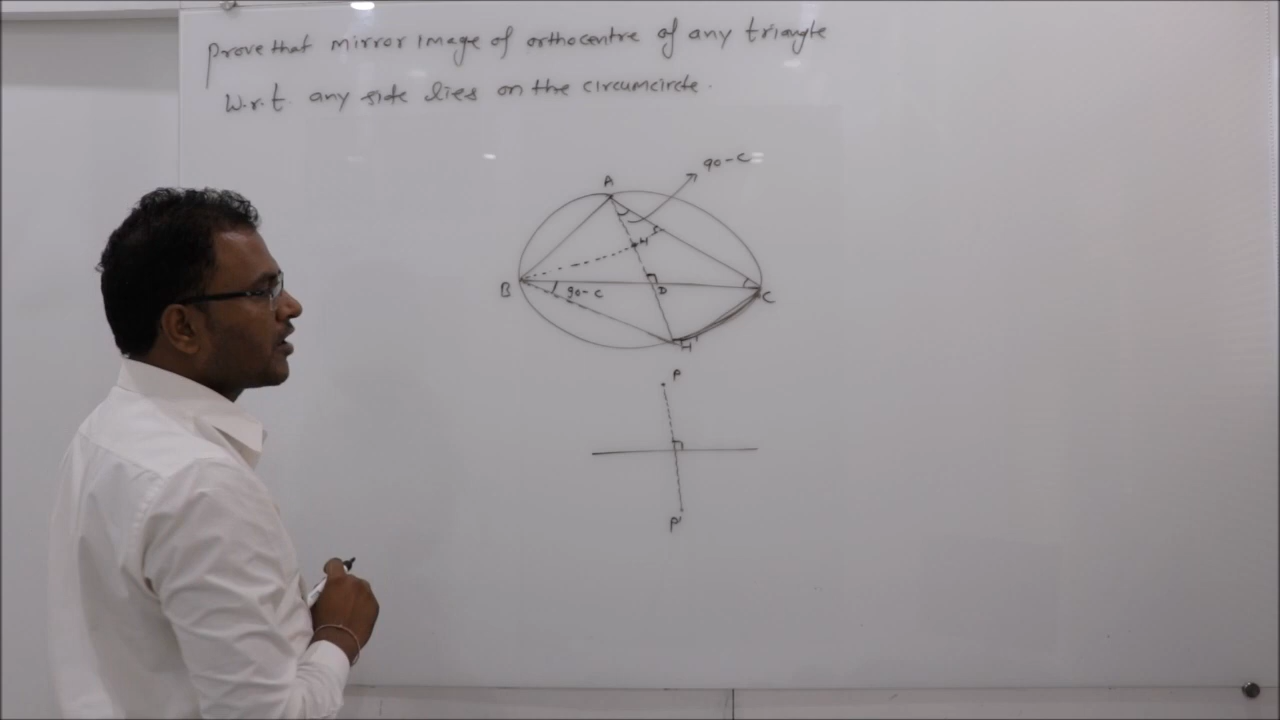 Prove that mirror image of orthocentre of any triangle
w.r.t. any side lies on the circumcircle.
90-C
A
H
B
90-C
D
C
H'
P
P'